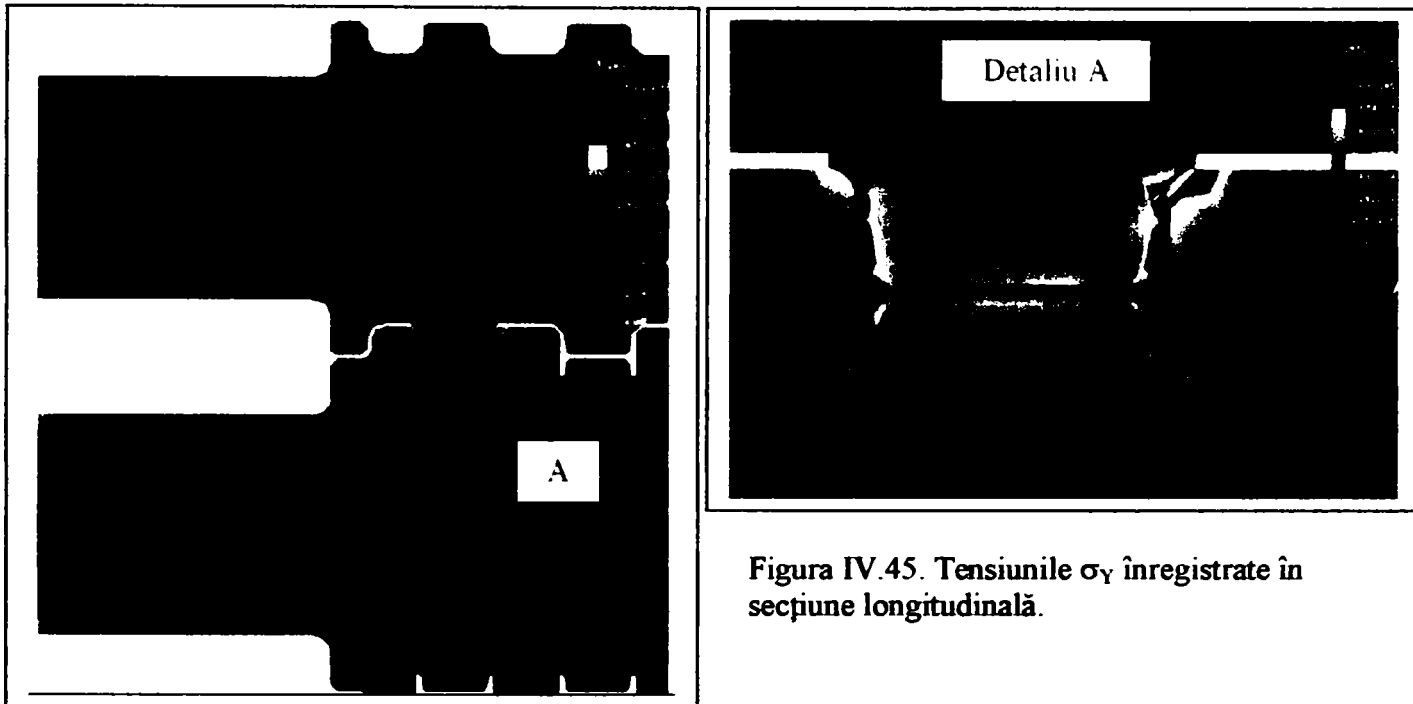 Detaliu A
A
Figura IV.45. Tensiunile σY înregistrate în
secțiune longitudinală.